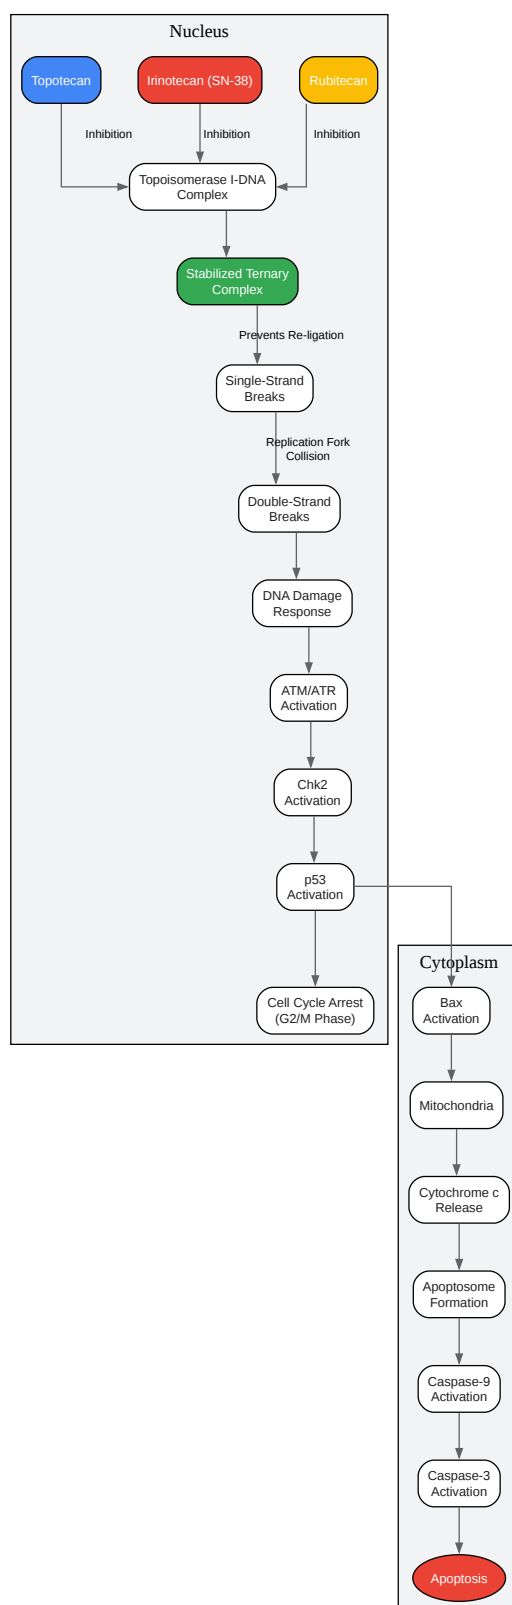 Nucleus
Topotecan
Irinotecan (SN-38)
Rubitecan
Inhibition
Inhibition
Inhibition
Topoisomerase I-DNA
Complex
Stabilized Ternary
Complex
Prevents Re-ligation
Single-Strand
Breaks
Replication Fork
Collision
Double-Strand
Breaks
DNA Damage
Response
ATM/ATR
Activation
Chk2
Activation
p53
Activation
Cell Cycle Arrest
(G2/M Phase)
Cytoplasm
Bax
Activation
Mitochondria
Cytochrome c
Release
Apoptosome
Formation
Caspase-9
Activation
Caspase-3
Activation
Apoptosis